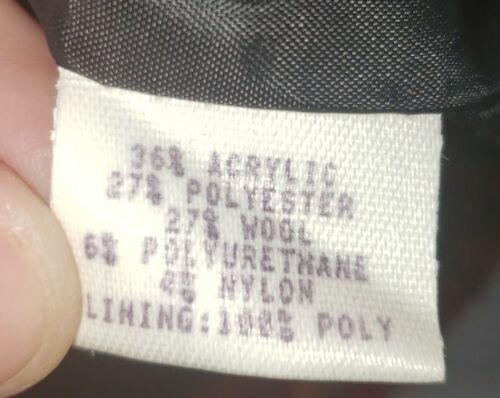 36% ACRYLIC
27% POLYESTER
27% WOOL
6% POLYURETHANE
4% NYLON
LINING:100% POLY